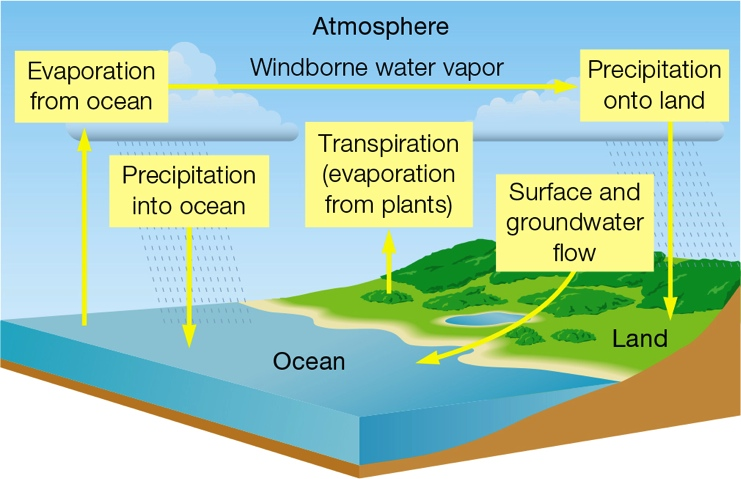 Atmosphere
Evaporation
from ocean
Windborne water vapor
Precipitation
onto land
Precipitation
into ocean
Transpiration
(evaporation
from plants)
Surface and
groundwater
flow
Ocean
Land